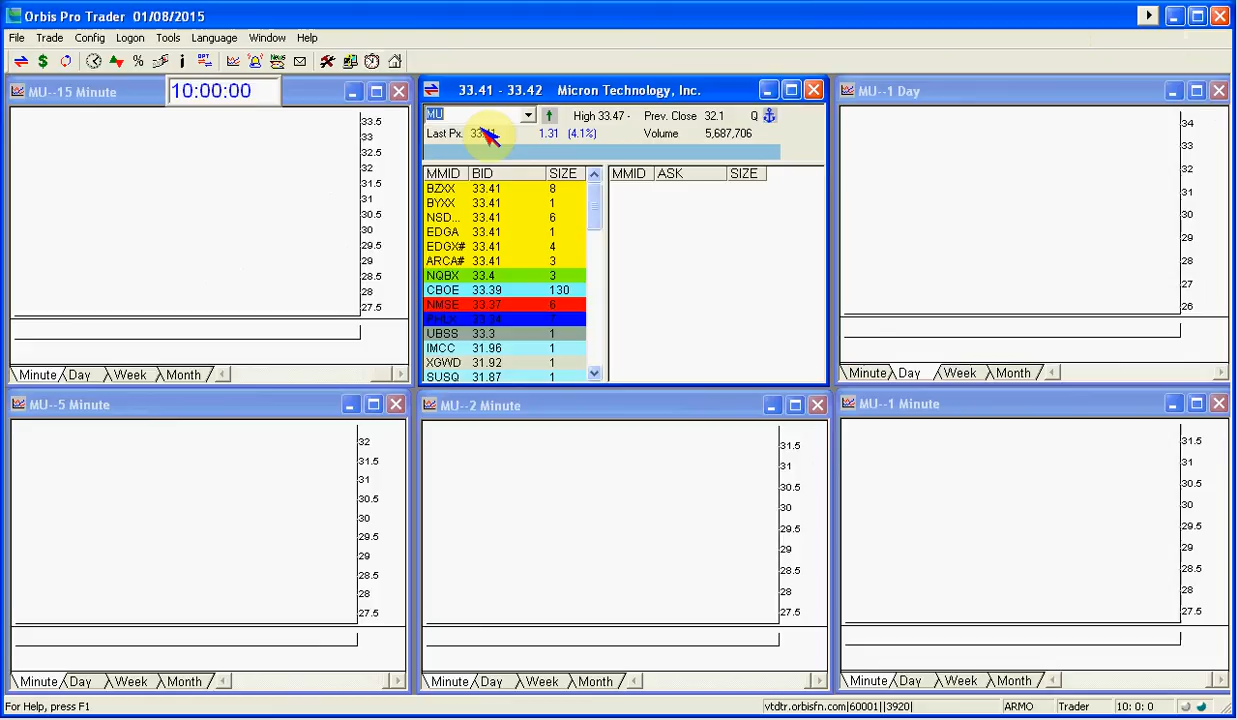 Orbis Pro Trader 01/08/2015
File Trade Config Logon Tools Language Window Help
MU--15 Minute
10:00:00
33.5
33
32.5
32
31.5
31
30.5
30
29.5
29
28.5
28
27.5
Minute Day Week Month
33.41 - 33.42 Micron Technology, Inc.
MU High 33.47 - Prev. Close 32.1 Q
Last Px. 1.31 (4.1%) Volume 5,687,706
MMID BID SIZE MMID ASK SIZE
BZXX 33.41 8
BYXX 33.41 1
NSD... 33.41 6
EDGA 33.41 1
EDGX# 33.41 4
ARCA# 33.41 3
NQBX 33.4 3
CBOE 33.39 130
NMSE 33.37 6
UBSS 33.3 1
IMCC 31.96 1
XGWD 31.92 1
SUSQ 31.87 1
MU--1 Day
34
33
32
31
30
29
28
27
26
Minute Day Week Month
MU--5 Minute
32
31.5
31
30.5
30
29.5
29
28.5
28
27.5
Minute Day Week Month
MU--2 Minute
31.5
31
30.5
30
29.5
29
28.5
28
27.5
Minute Day Week Month
MU--1 Minute
31.5
31
30.5
30
29.5
29
28.5
28
27.5
Minute Day Week Month
For Help, press F1
vtdtr.orbisfn.com|60001||3920| ARMO Trader 10: 0: 0